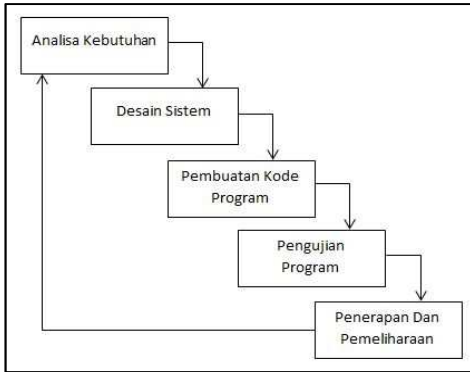 Analisa Kebutuhan
Desain Sistem
Pembuatan Kode
Program
Pengujian
Program
Penerapan Dan
Pemeliharaan